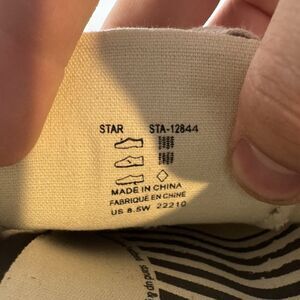 STAR STA-12844
MADE IN CHINA
FABRIQUE EN CHINE
US 8.5W 22210